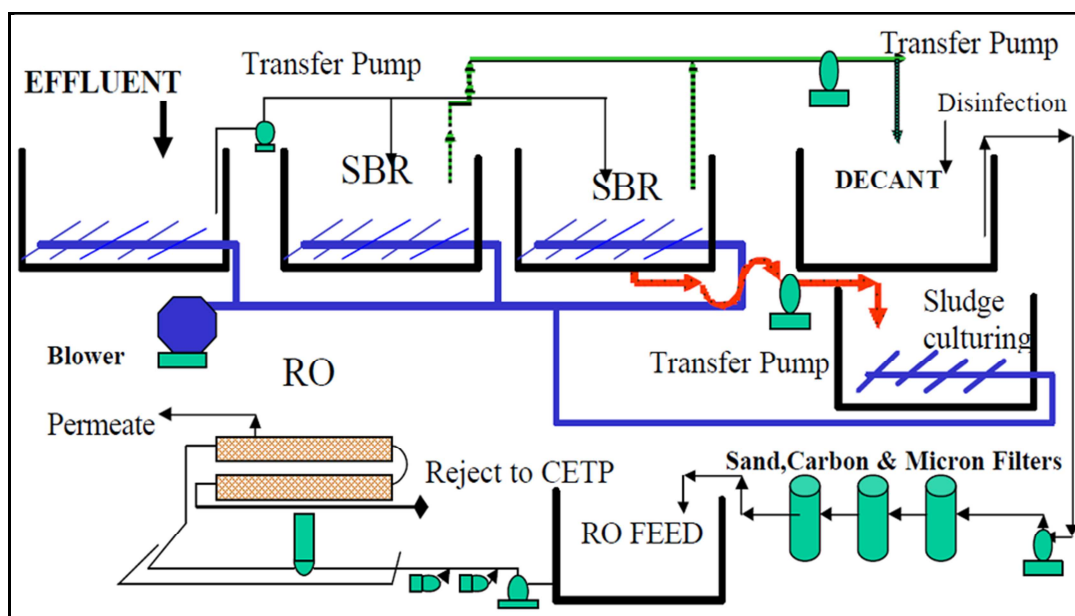 Transfer Pump
Transfer Pump
EFFLUENT
Disinfection
SBR
SBR
DECANT
Sludge
culturing
Blower
Transfer Pump
RO
Permeate
Reject to CETP
Sand,Carbon & Micron Filters
RO FEED